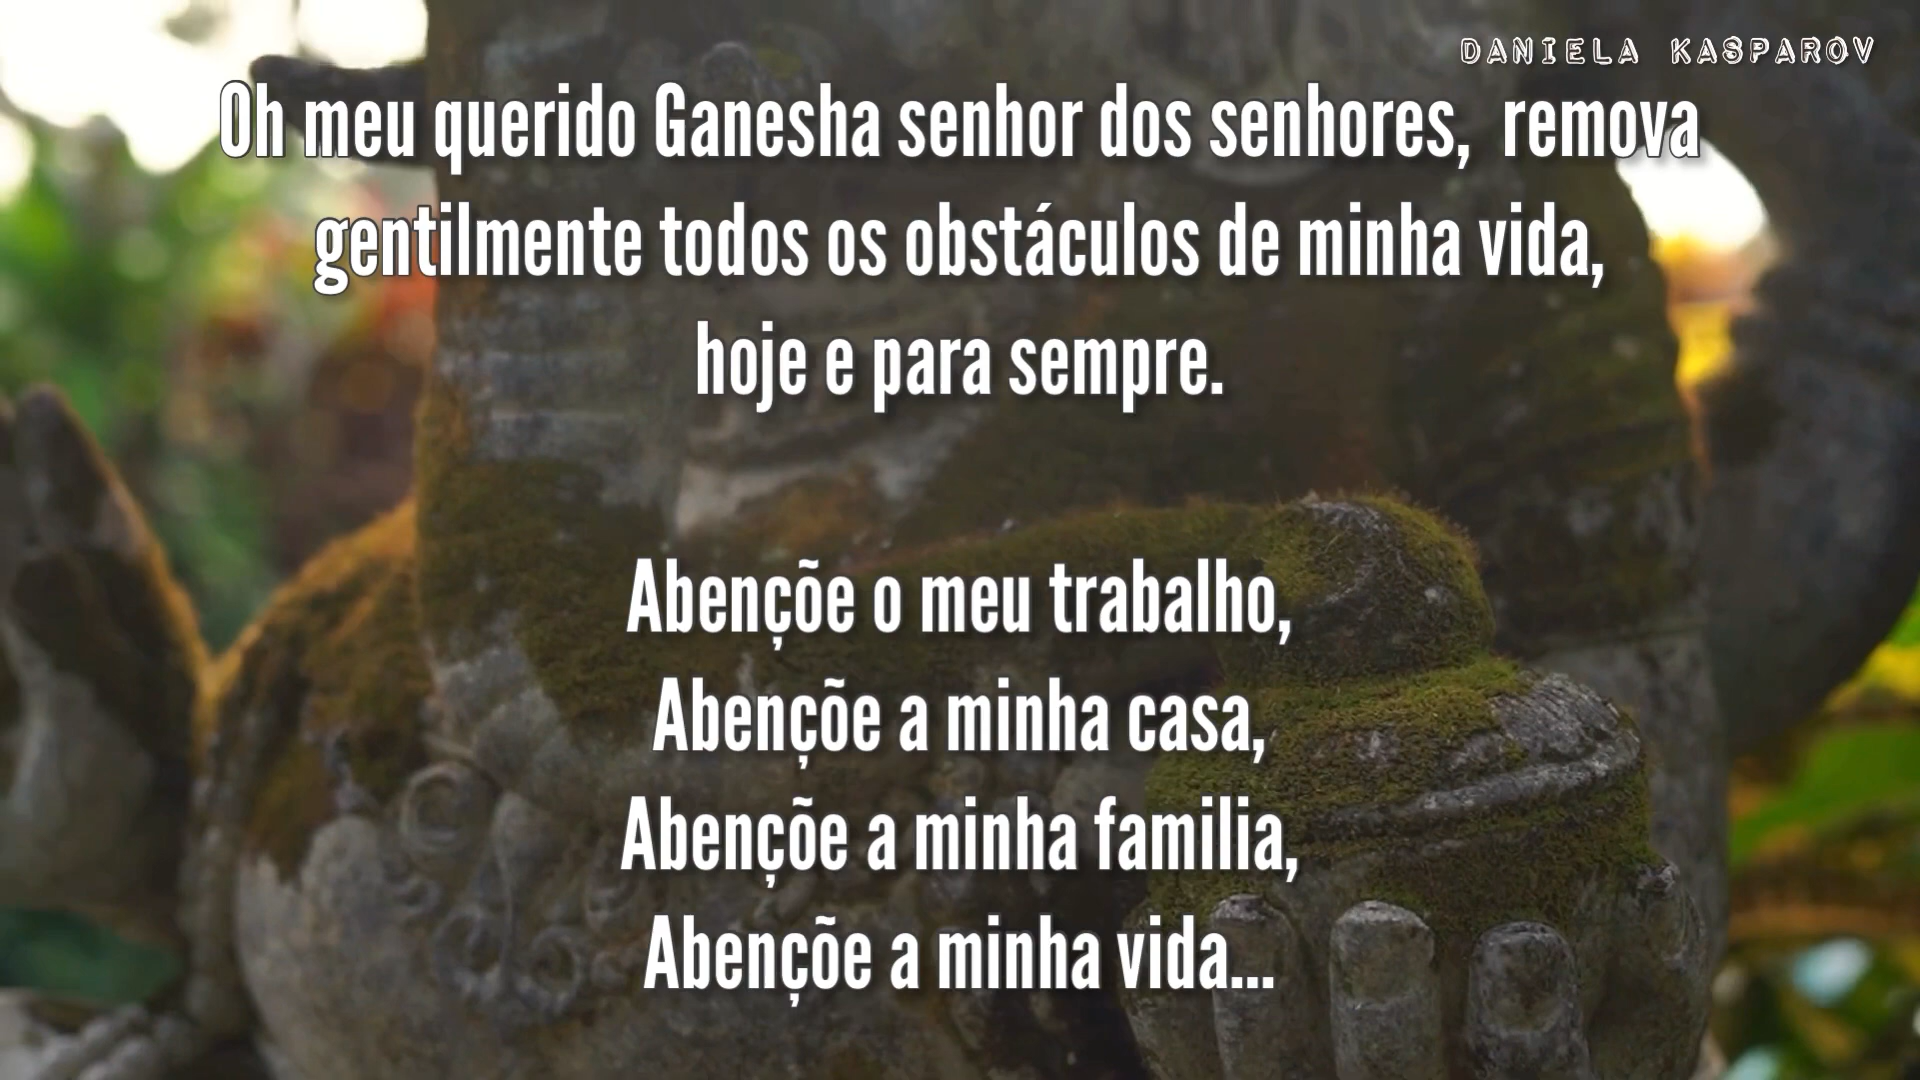 DANIELA KASPAROV
Oh meu querido Ganesha senhor dos senhores, remova
gentilmente todos os obstáculos de minha vida,
hoje e para sempre.
Abençõe o meu trabalho,
Abençõe a minha casa,
Abençõe a minha familia,
Abençõe a minha vida...